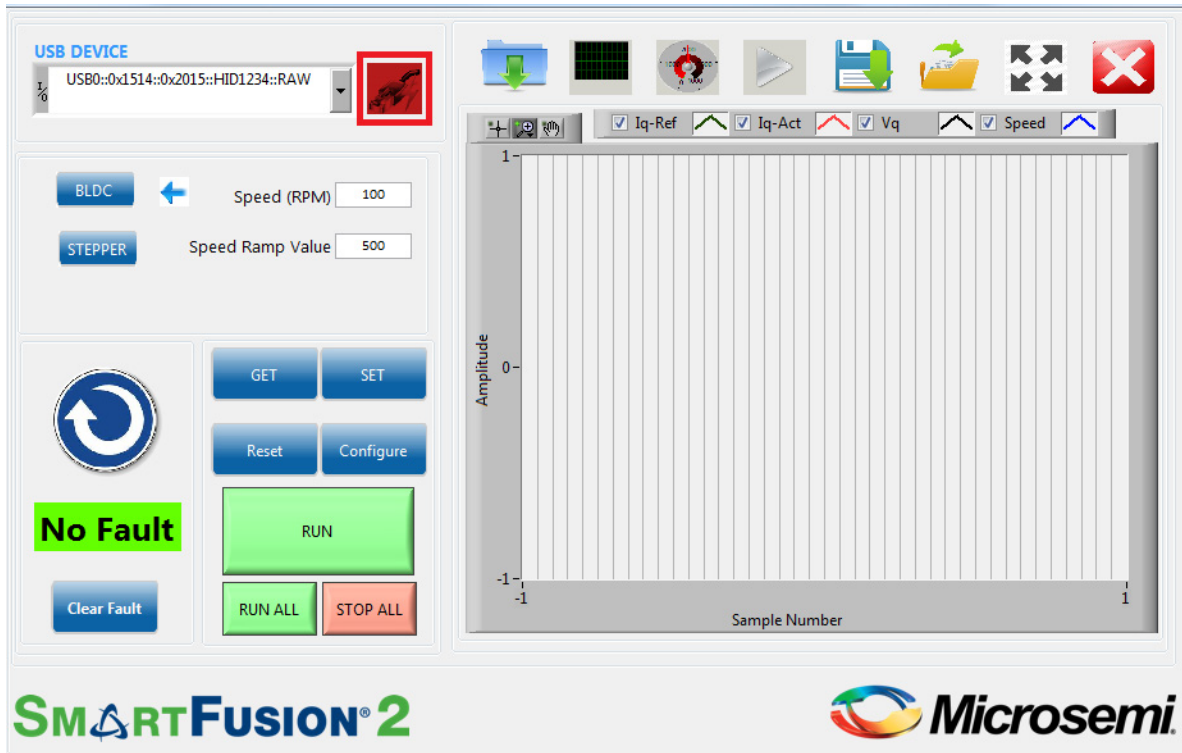 USB DEVICE
I/O
USB0::0x1514::0x2015::HID1234::RAW
Iq-Ref Iq-Act Vq Speed
BLDC
Speed (RPM) 100
STEPPER
Speed Ramp Value 500
GET SET
Reset Configure
No Fault
RUN
Clear Fault
RUN ALL STOP ALL
1
0
-1
Amplitude
-1 1
Sample Number
SMARTFUSION® 2
Microsemi.